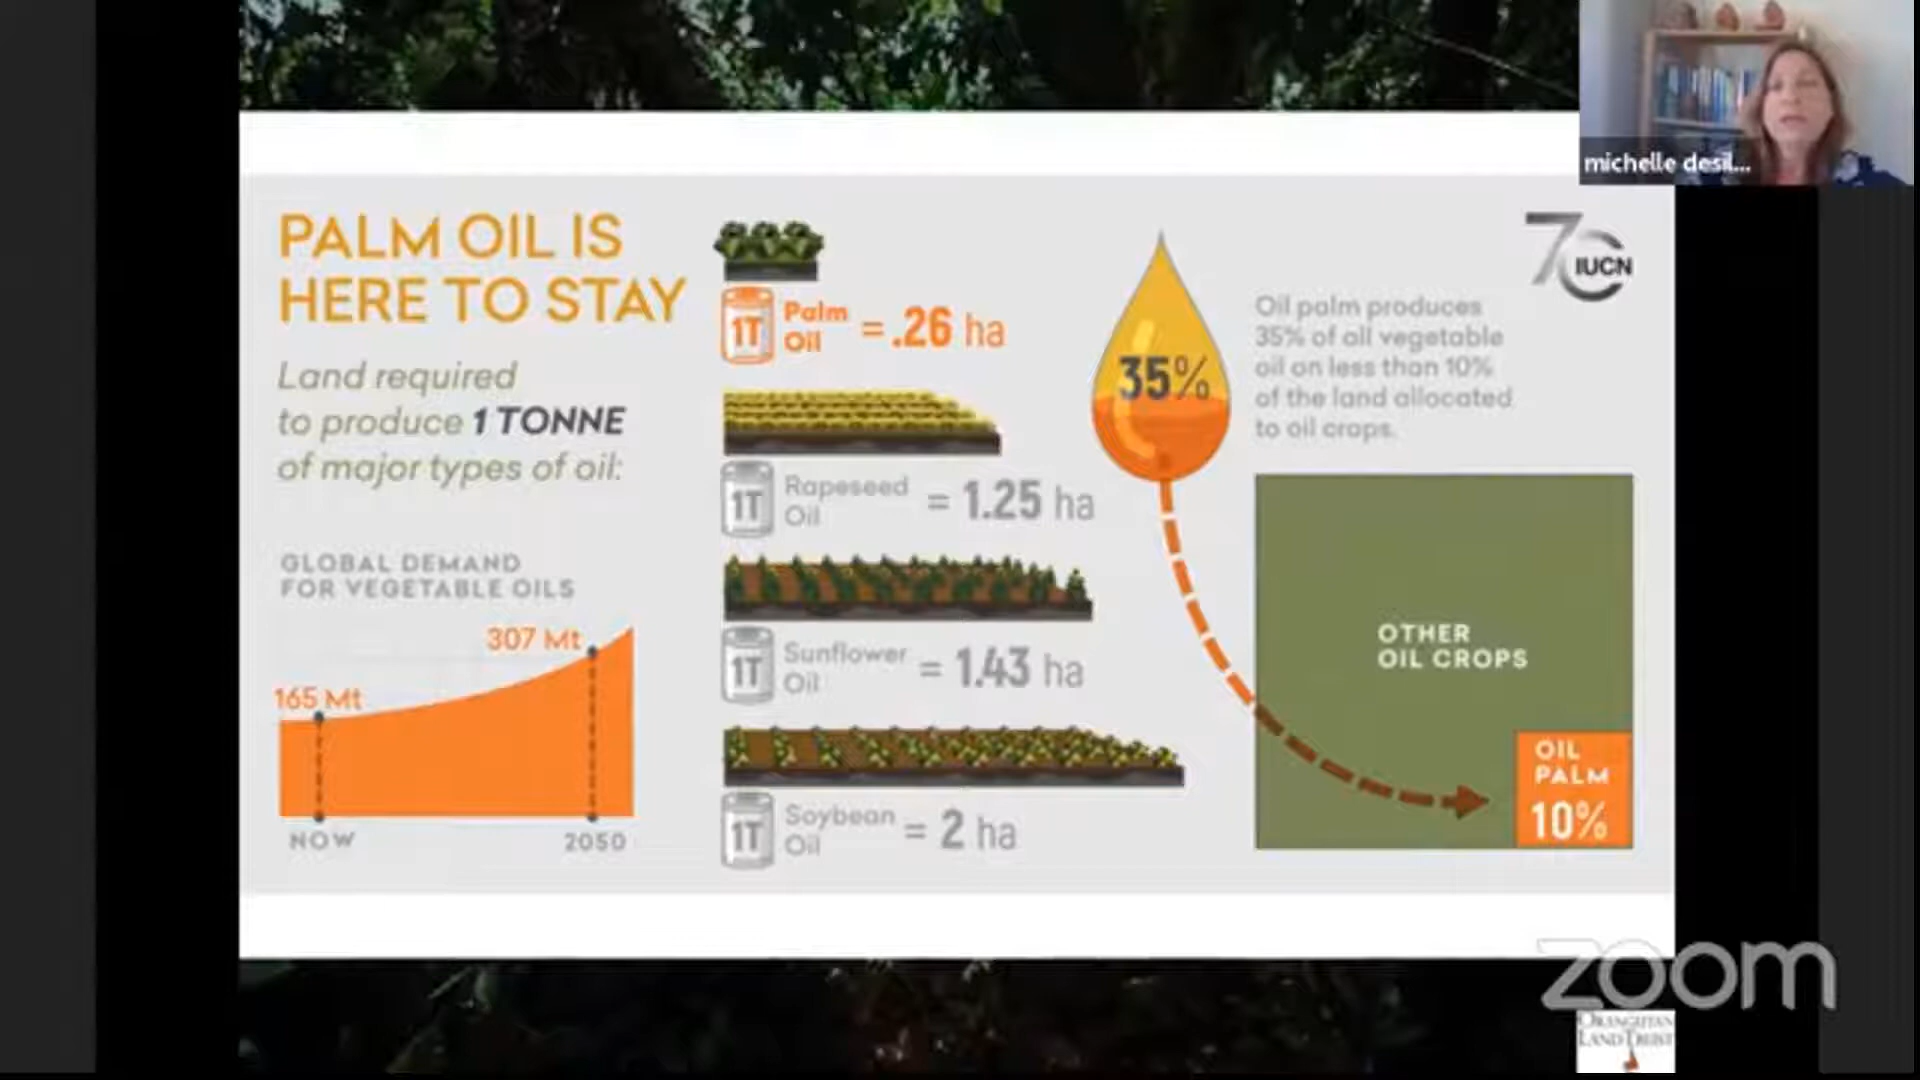 michelle desil...
PALM OIL IS
HERE TO STAY
Land required
to produce 1 TONNE
of major types of oil:
GLOBAL DEMAND
FOR VEGETABLE OILS
307 Mt
165 Mt
NOW
2050
1T Palm Oil = .26 ha
1T Rapeseed Oil = 1.25 ha
1T Sunflower Oil = 1.43 ha
1T Soybean Oil = 2 ha
35%
70 IUCN
Oil palm produces
35% of all vegetable
oil on less than 10%
of the land allocated
to oil crops.
OTHER
OIL CROPS
OIL
PALM
10%
zoom
ORANGUTAN
LAND TRUST